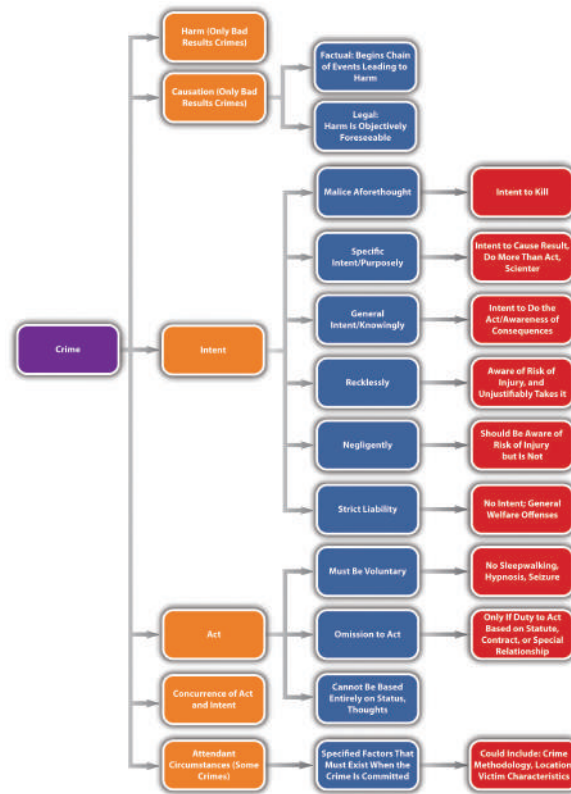 Harm (Only Bad
Results Crimes)
Causation (Only Bad
Results Crimes)
Factual: Begins Chain
of Events Leading to
Harm
Legal:
Harm Is Objectively
Foreseeable
Malice Aforethought
Intent to Kill
Specific
Intent/Purposely
Intent to Cause Result,
Do More Than Act,
Scienter
General
Intent/Knowingly
Intent to Do the
Act/Awareness of
Consequences
Crime
Intent
Recklessly
Aware of Risk of
Injury, and
Unjustifiably Takes it
Negligently
Should Be Aware of
Risk of Injury
but Is Not
Strict Liability
No Intent; General
Welfare Offenses
Must Be Voluntary
No Sleepwalking,
Hypnosis, Seizure
Act
Omission to Act
Only If Duty to Act
Based on Statute,
Contract, or Special
Relationship
Concurrence of Act
and Intent
Cannot Be Based
Entirely on Status,
Thoughts
Attendant
Circumstances (Some
Crimes)
Specified Factors That
Must Exist When the
Crime Is Committed
Could Include: Crime
Methodology, Location
Victim Characteristics